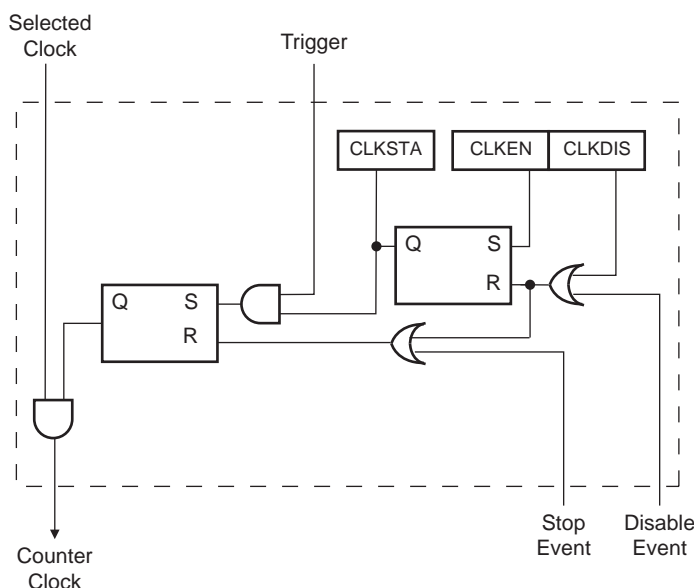 Selected
Clock
Trigger
CLKSTA
CLKEN
CLKDIS
Q
S
R
Q
S
R
Stop
Event
Disable
Event
Counter
Clock